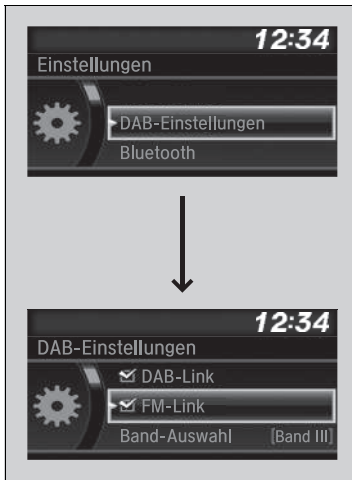 12:34
Einstellungen
DAB-Einstellungen
Bluetooth
12:34
DAB-Einstellungen
DAB-Link
FM-Link
Band-Auswahl [Band III]